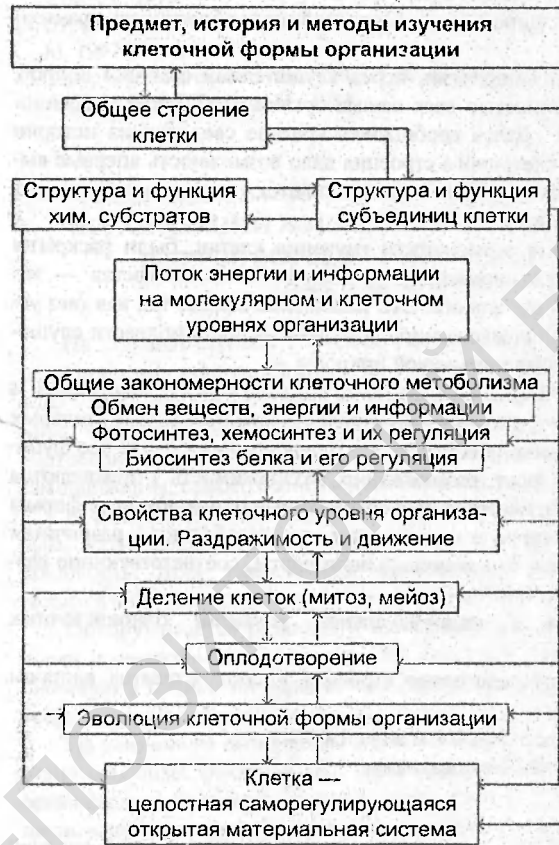 Предмет, история и методы изучения
клеточной формы организации
Общее строение
клетки
Структура и функция
хим. субстратов
Структура и функция
субъединиц клетки
Поток энергии и информации
на молекулярном и клеточном
уровнях организации
Общие закономерности клеточного метоболизма
Обмен веществ, энергии и информации
Фотосинтез, хемосинтез и их регуляция
Биосинтез белка и его регуляция
Свойства клеточного уровня организа-
ции. Раздражимость и движение
Деление клеток (митоз, мейоз)
Оплодотворение
Эволюция клеточной формы организации
Клетка –
целостная саморегулирующаяся
открытая материальная система